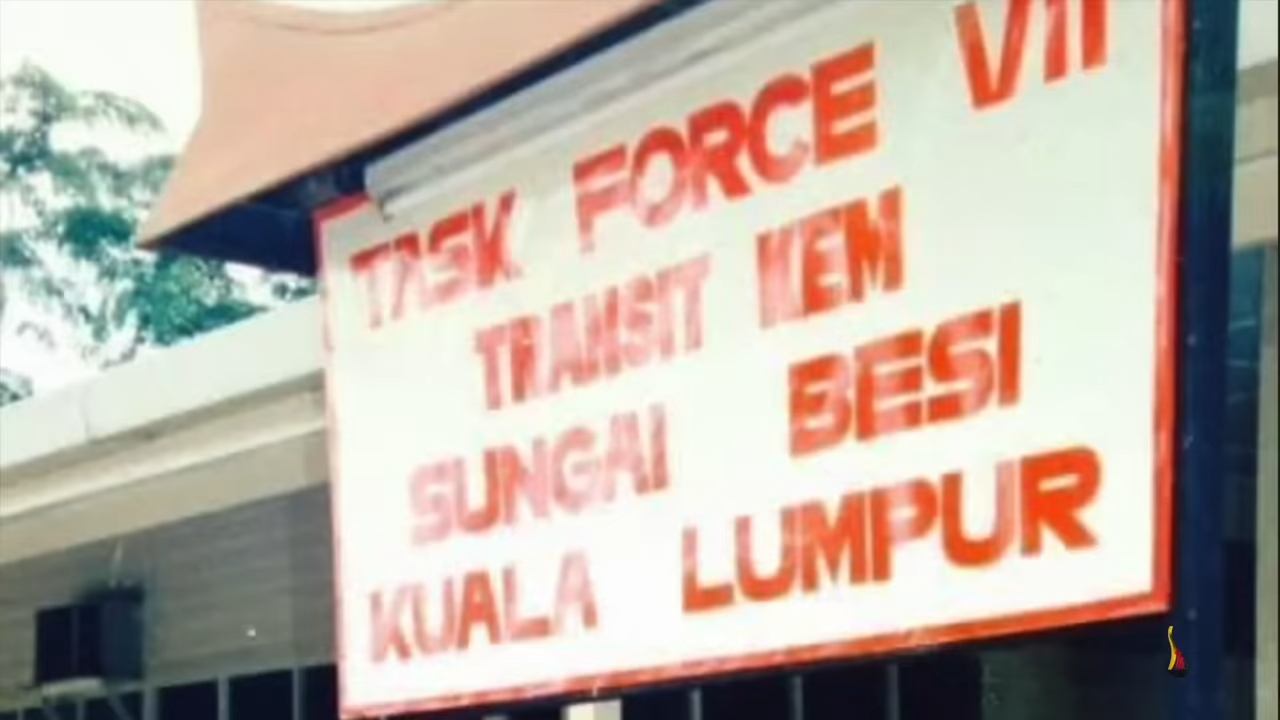 TASK FORCE VII
TRANSIT KEM
SUNGAI BESI
KUALA LUMPUR